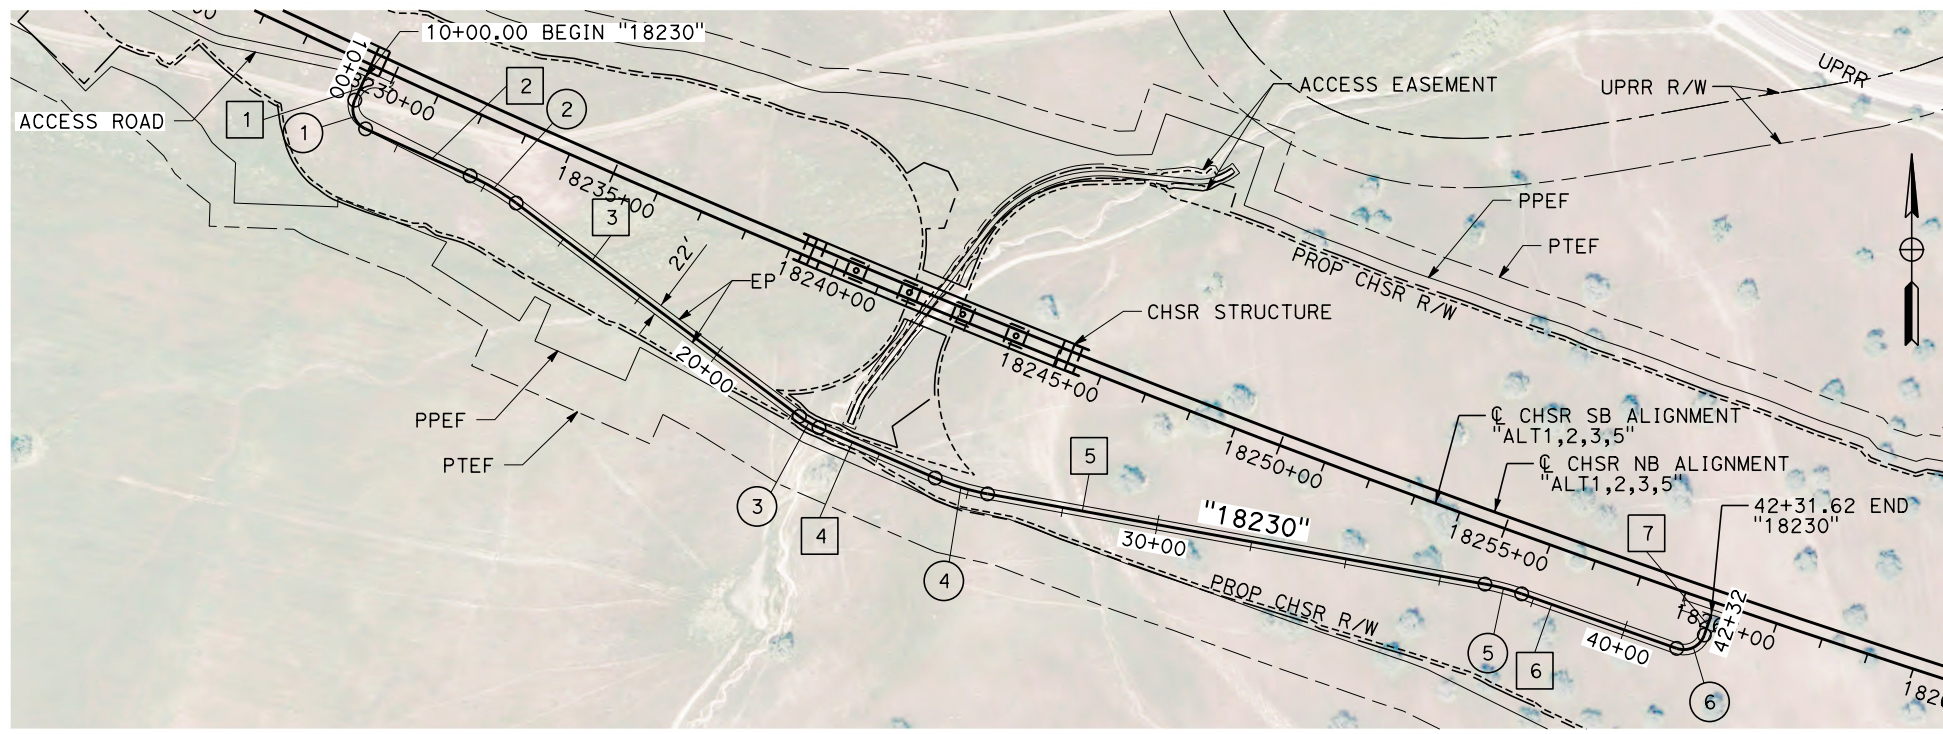 10+00.00 BEGIN "18230"
10+00
18230+00
ACCESS ROAD
1
1
2
2
ACCESS EASEMENT
UPRR R/W
UPRR
18235+00
3
22'
EP
18240+00
PPEF
PTEF
PROP CHSR R/W
CHSR STRUCTURE
18245+00
20+00
PPEF
PTEF
℄ CHSR SB ALIGNMENT
"ALT1,2,3,5"
18250+00
5
℄ CHSR NB ALIGNMENT
"ALT1,2,3,5"
3
4
"18230"
30+00
18255+00
7
42+31.62 END
"18230"
4
PROP CHSR R/W
42+32
40+00
5
6
6